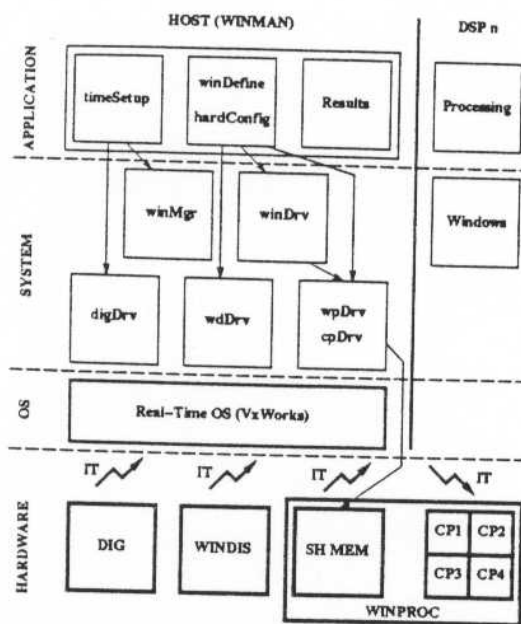 HOST (WINMAN)
DSP n
APPLICATION
timeSetup
winDefine
hardConfig
Results
Processing
SYSTEM
winMgr
winDrv
Windows
digDrv
wdDrv
wpDrv
cpDrv
OS
Real-Time OS (VxWorks)
IT
IT
IT
IT
HARDWARE
DIG
WINDIS
SH MEM
CP1
CP2
CP3
CP4
WINPROC